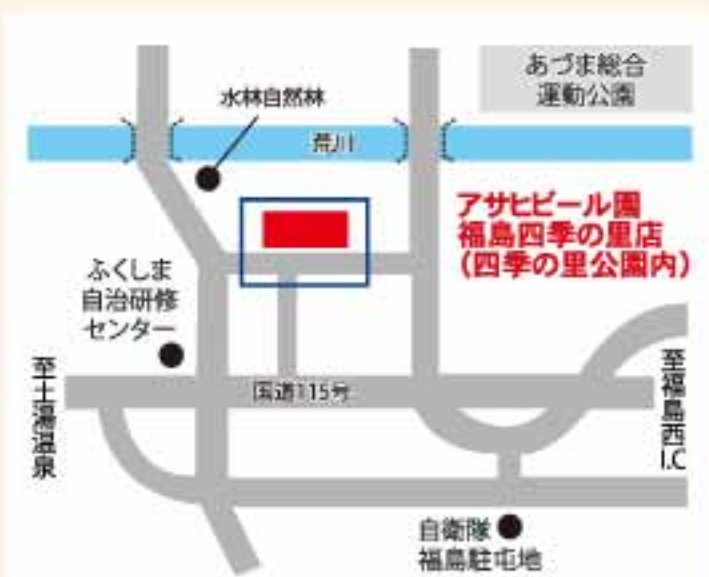 あづま総合
運動公園
水林自然林
荒川
アサヒビール園
福島四季の里店
(四季の里公園内)
ふくしま
自治研修
センター
至土湯温泉
国道115号
至福島西I.C
自衛隊
福島駐屯地